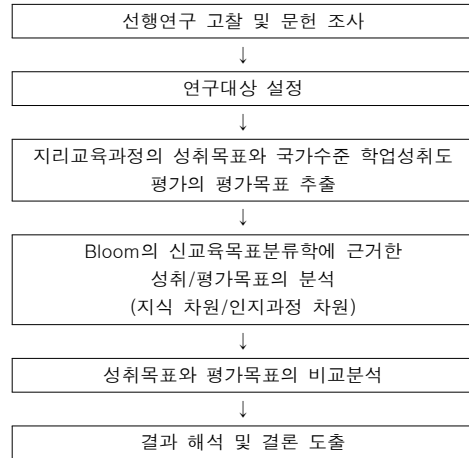 선행연구 고찰 및 문헌 조사
↓
연구대상 설정
↓
지리교육과정의 성취목표와 국가수준 학업성취도
평가의 평가목표 추출
↓
Bloom의 신교육목표분류학에 근거한
성취/평가목표의 분석
(지식 차원/인지과정 차원)
↓
성취목표와 평가목표의 비교분석
↓
결과 해석 및 결론 도출